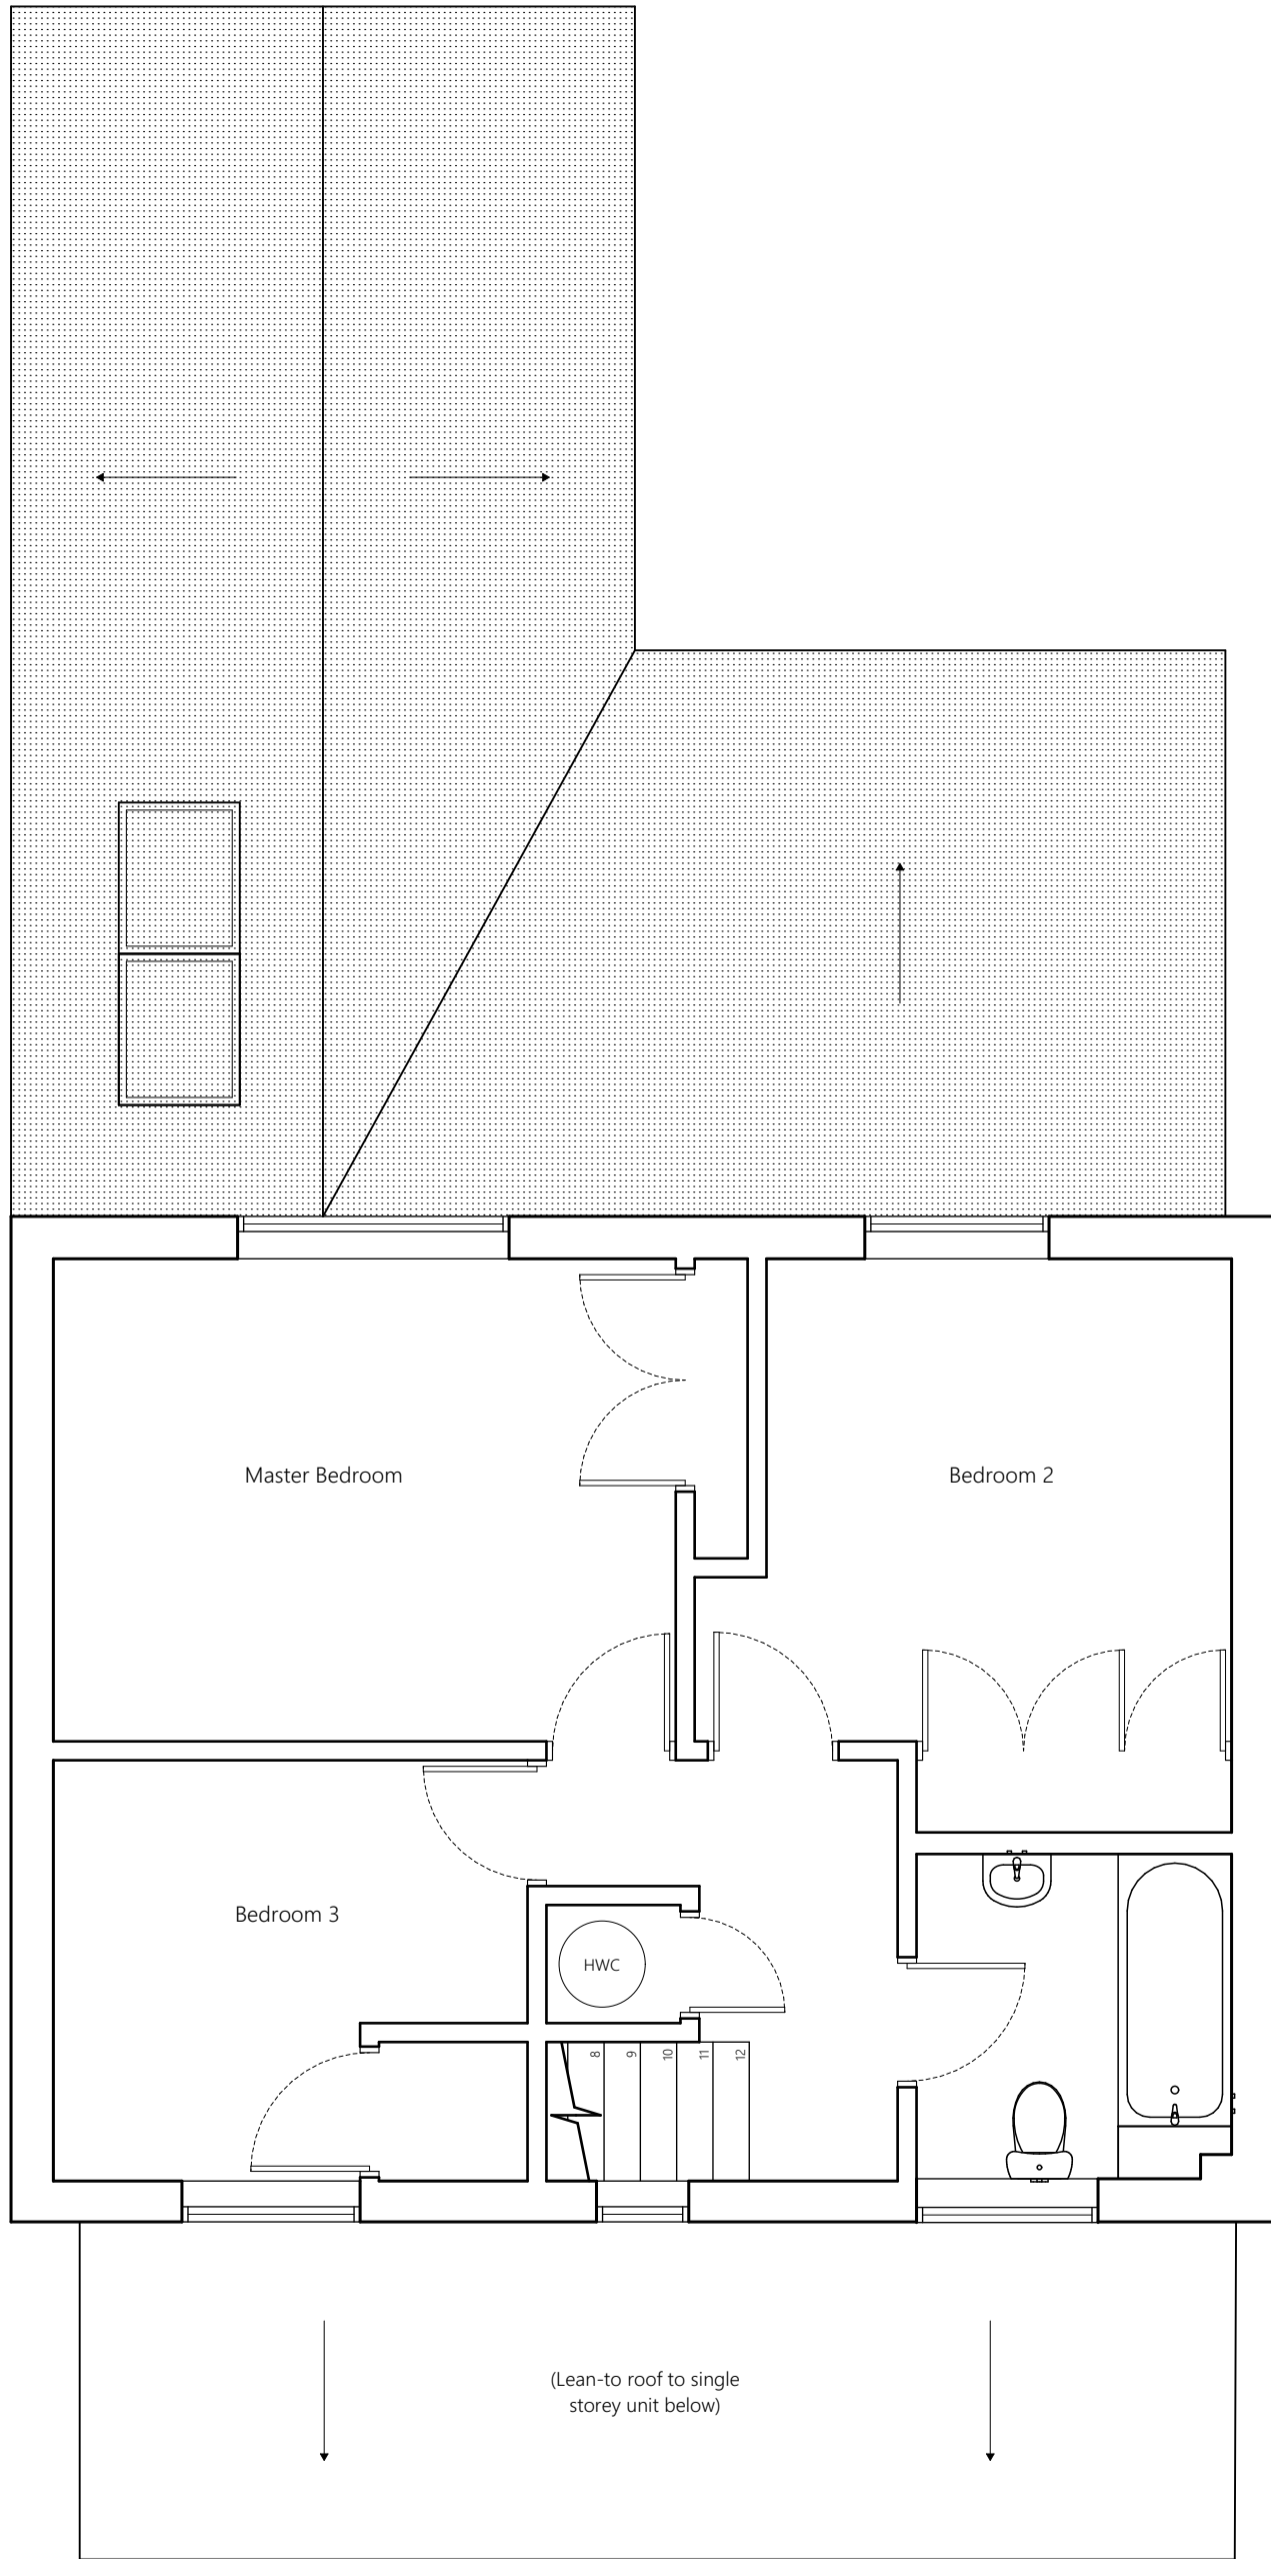 Master Bedroom
Bedroom 2
Bedroom 3
HWC
8
9
10
11
12
(Lean-to roof to single
storey unit below)